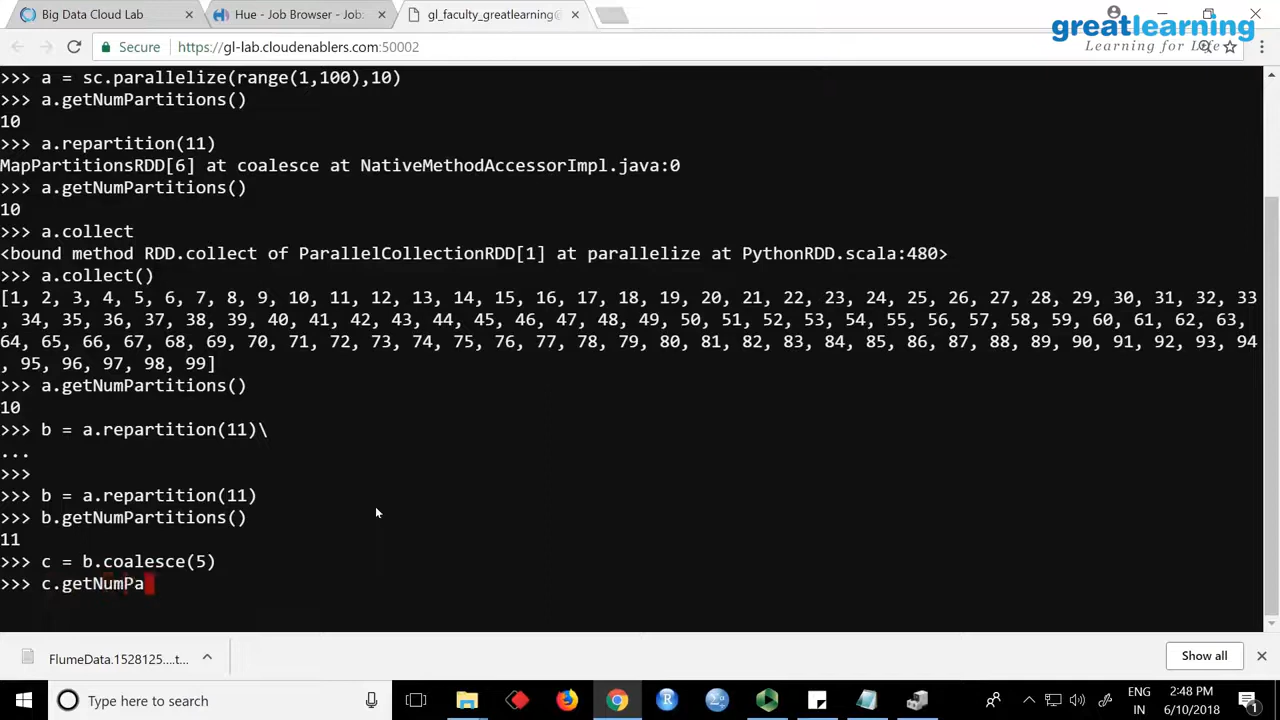 Big Data Cloud Lab
Hue - Job Browser - Job:
gl_faculty_greatlearning@
greatlearning
Learning for Life
Secure
https://gl-lab.cloudenablers.com:50002
>>> a = sc.parallelize(range(1,100),10)
>>> a.getNumPartitions()
10
>>> a.repartition(11)
MapPartitionsRDD[6] at coalesce at NativeMethodAccessorImpl.java:0
>>> a.getNumPartitions()
10
>>> a.collect
<bound method RDD.collect of ParallelCollectionRDD[1] at parallelize at PythonRDD.scala:480>
>>> a.collect()
[1, 2, 3, 4, 5, 6, 7, 8, 9, 10, 11, 12, 13, 14, 15, 16, 17, 18, 19, 20, 21, 22, 23, 24, 25, 26, 27, 28, 29, 30, 31, 32, 33
, 34, 35, 36, 37, 38, 39, 40, 41, 42, 43, 44, 45, 46, 47, 48, 49, 50, 51, 52, 53, 54, 55, 56, 57, 58, 59, 60, 61, 62, 63,
64, 65, 66, 67, 68, 69, 70, 71, 72, 73, 74, 75, 76, 77, 78, 79, 80, 81, 82, 83, 84, 85, 86, 87, 88, 89, 90, 91, 92, 93, 94
, 95, 96, 97, 98, 99]
>>> a.getNumPartitions()
10
>>> b = a.repartition(11)\
...
>>>
>>> b = a.repartition(11)
>>> b.getNumPartitions()
11
>>> c = b.coalesce(5)
>>> c.getNumPa
FlumeData.1528125....t...
Show all
Type here to search
ENG
IN
2:48 PM
6/10/2018
1